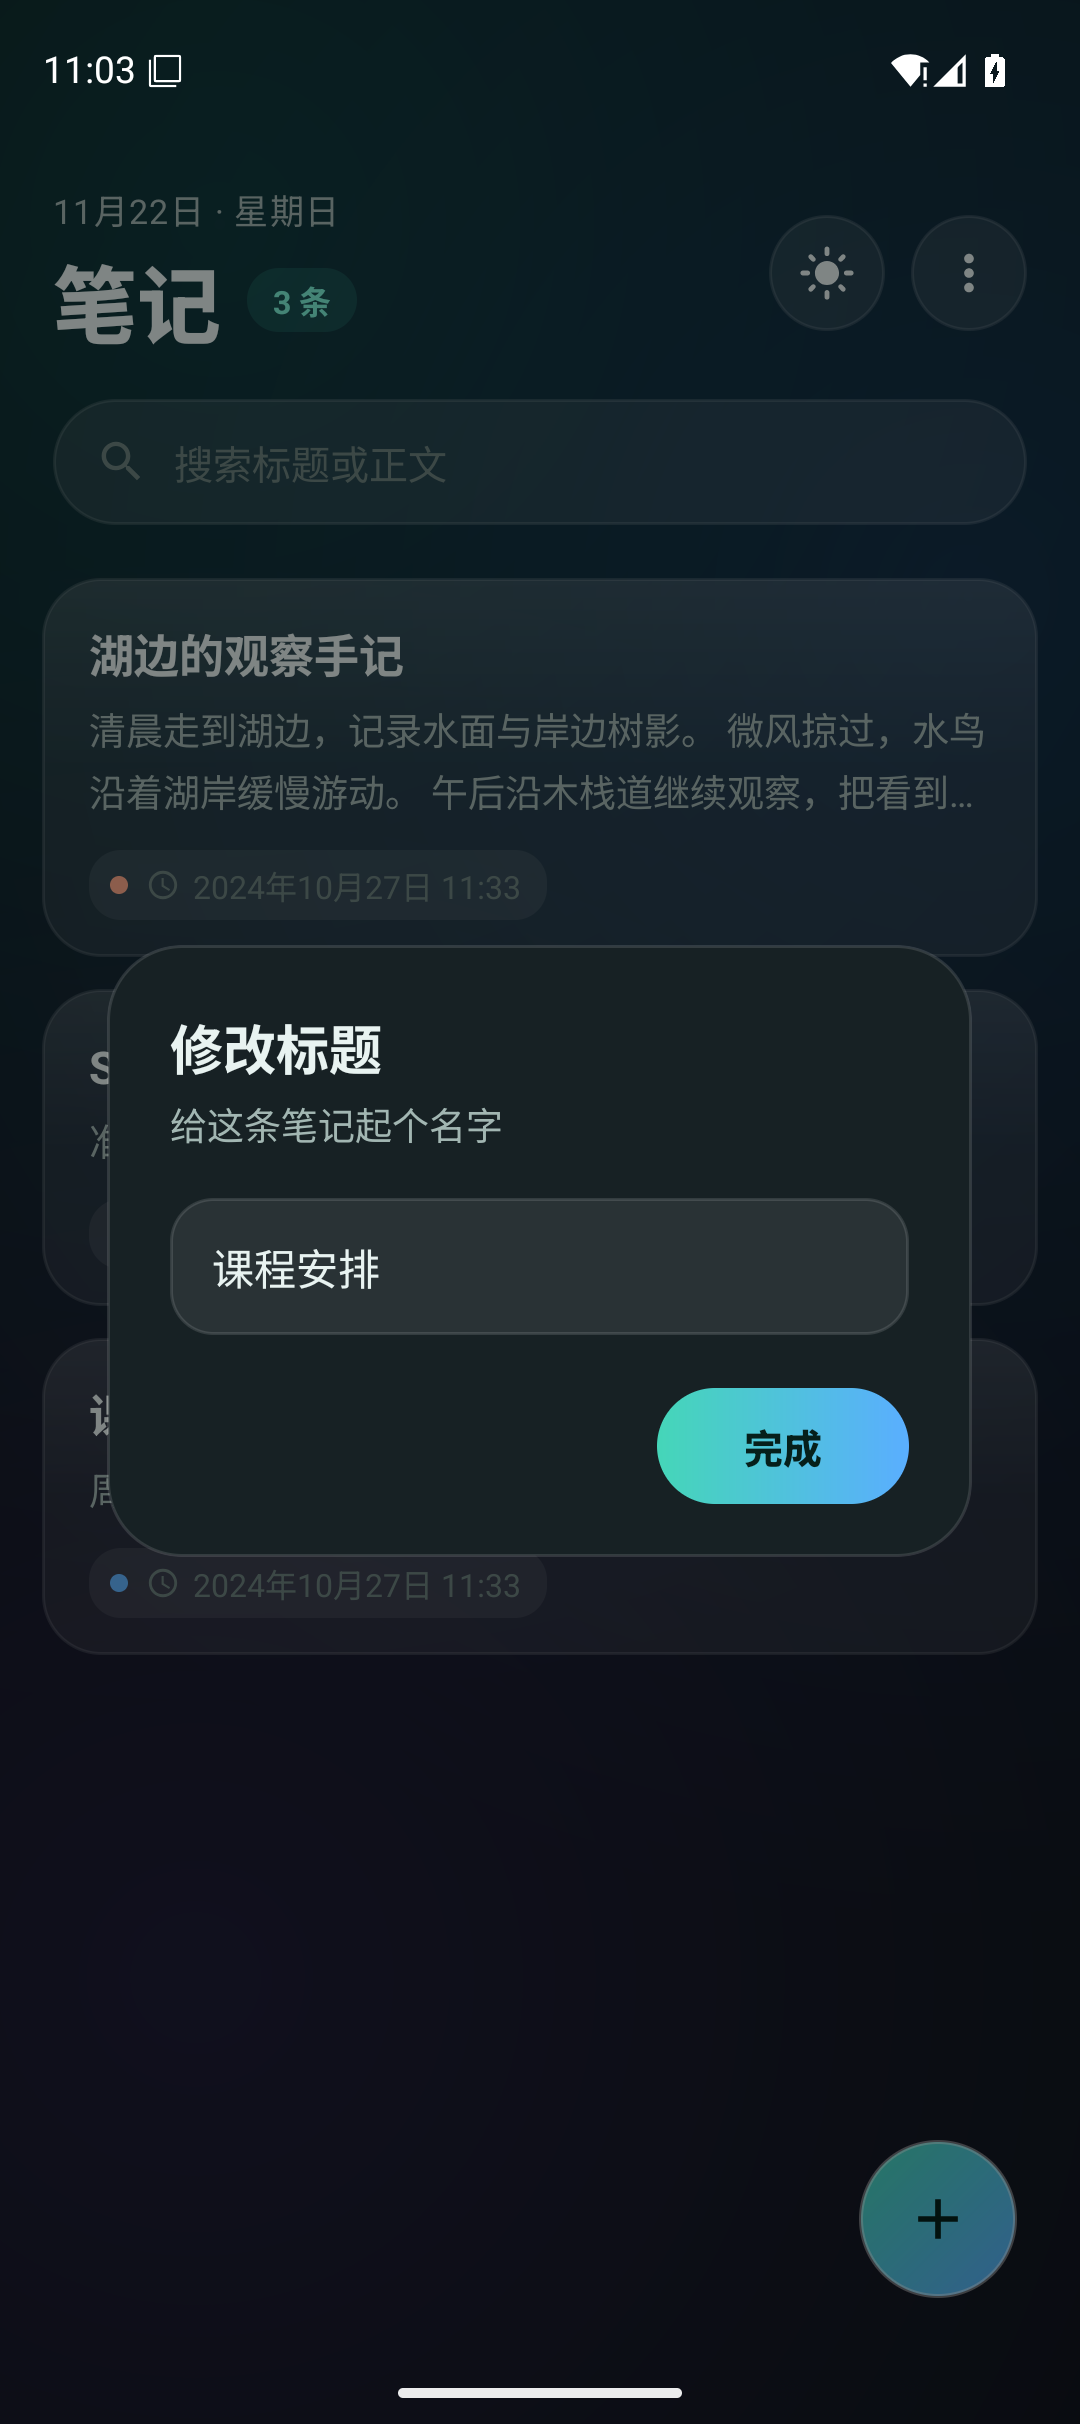 11:03
11月22日 · 星期日
笔记
3 条
搜索标题或正文
湖边的观察手记
清晨走到湖边，记录水面与岸边树影。 微风掠过，水鸟
沿着湖岸缓慢游动。 午后沿木栈道继续观察，把看到…
2024年10月27日 11:33
修改标题
给这条笔记起个名字
课程安排
完成
2024年10月27日 11:33